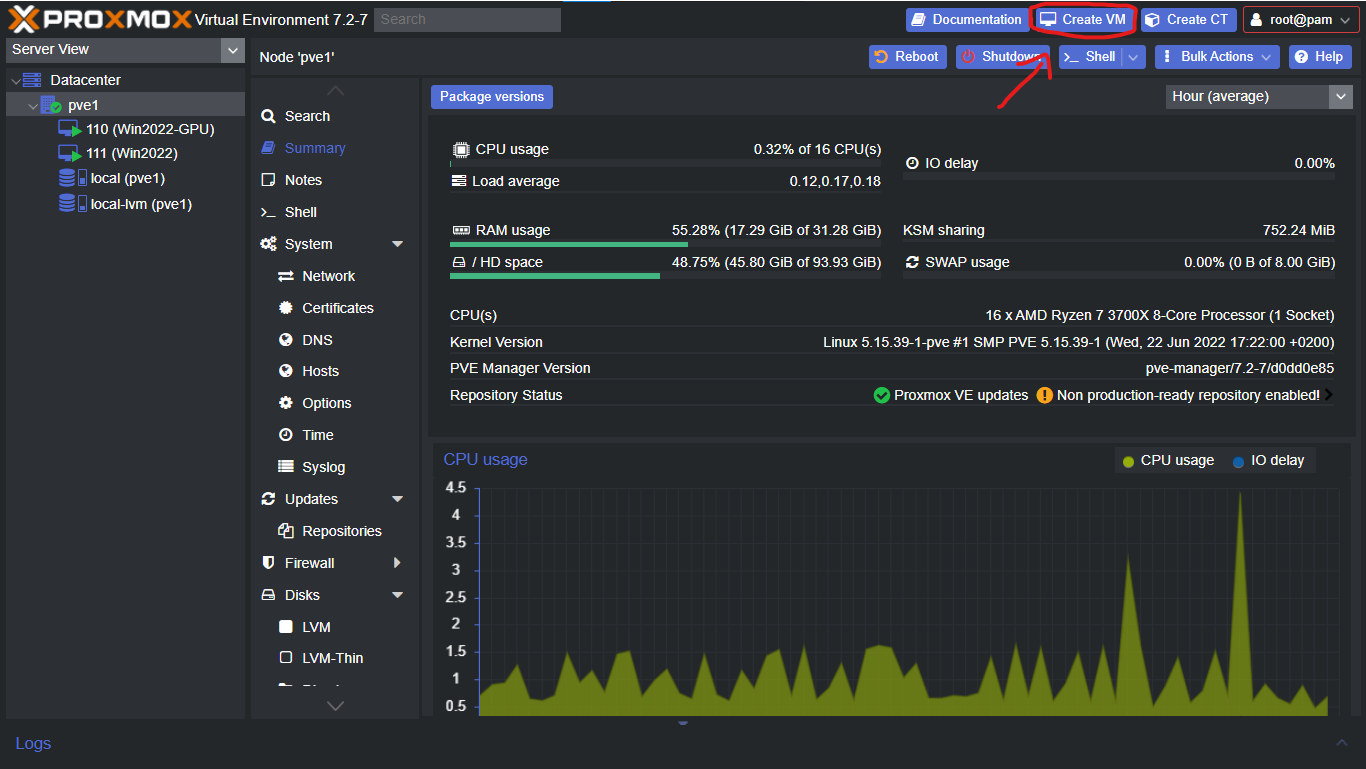 PROXMOX Virtual Environment 7.2-7 Search Documentation Create VM Create CT root@pam
Server View
Node 'pve1' Reboot Shutdown Shell Bulk Actions Help
Datacenter
pve1
110 (Win2022-GPU)
111 (Win2022)
local (pve1)
local-lvm (pve1)
Search
Summary
Notes
Shell
System
Network
Certificates
DNS
Hosts
Options
Time
Syslog
Updates
Repositories
Firewall
Disks
LVM
LVM-Thin
Package versions Hour (average)
CPU usage 0.32% of 16 CPU(s)
IO delay 0.00%
Load average 0.12,0.17,0.18
RAM usage 55.28% (17.29 GiB of 31.28 GiB)
KSM sharing 752.24 MiB
/ HD space 48.75% (45.80 GiB of 93.93 GiB)
SWAP usage 0.00% (0 B of 8.00 GiB)
CPU(s) 16 x AMD Ryzen 7 3700X 8-Core Processor (1 Socket)
Kernel Version Linux 5.15.39-1-pve #1 SMP PVE 5.15.39-1 (Wed, 22 Jun 2022 17:22:00 +0200)
PVE Manager Version pve-manager/7.2-7/d0dd0e85
Repository Status Proxmox VE updates Non production-ready repository enabled!
CPU usage
CPU usage IO delay
4.5
4
3.5
3
2.5
2
1.5
1
0.5
Logs